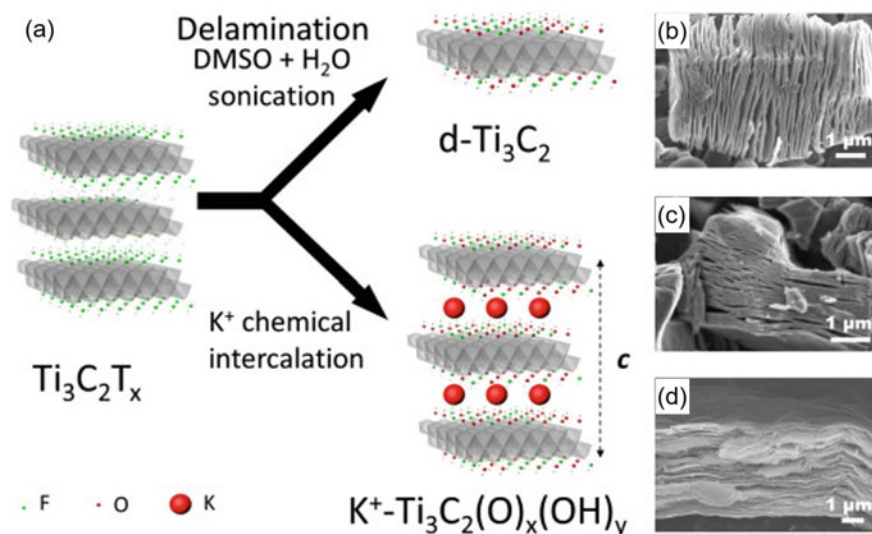 (a)
Delamination
DMSO + H₂O
sonication
d-Ti₃C₂
Ti₃C₂Tₓ
K⁺ chemical
intercalation
c
F O K
K⁺-Ti₃C₂(O)ₓ(OH)ᵧ
(b)
1 µm
(c)
1 µm
(d)
1 µm